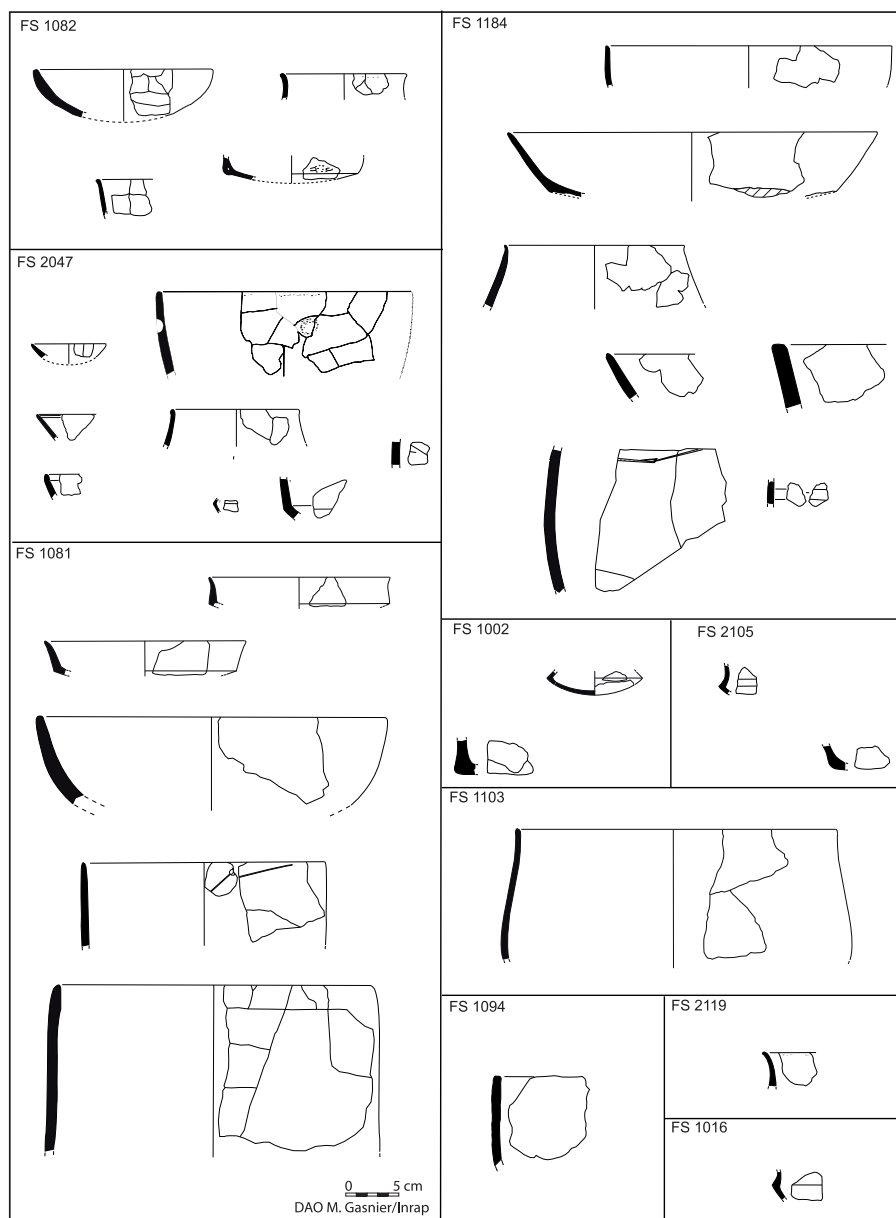 FS 1082
FS 2047
FS 1081
0 5 cm
DAO M. Gasnier/Inrap
FS 1184
FS 1002
FS 2105
FS 1103
FS 1094
FS 2119
FS 1016